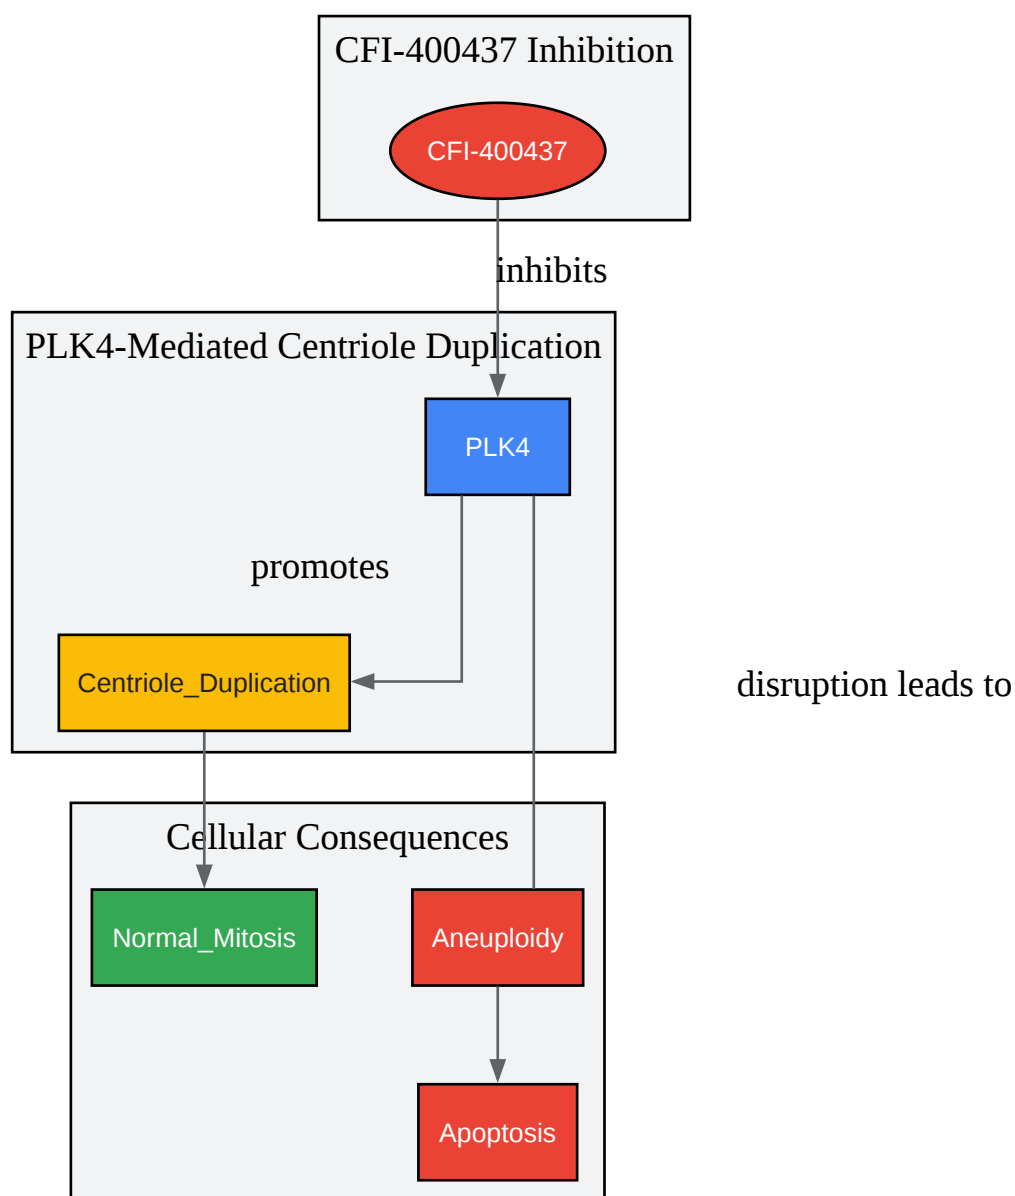 CFI-400437 Inhibition
CFI-400437
inhibits
PLK4-Mediated Centriole Duplication
PLK4
promotes
Centriole_Duplication
disruption leads to
Cellular Consequences
Normal_Mitosis
Aneuploidy
Apoptosis